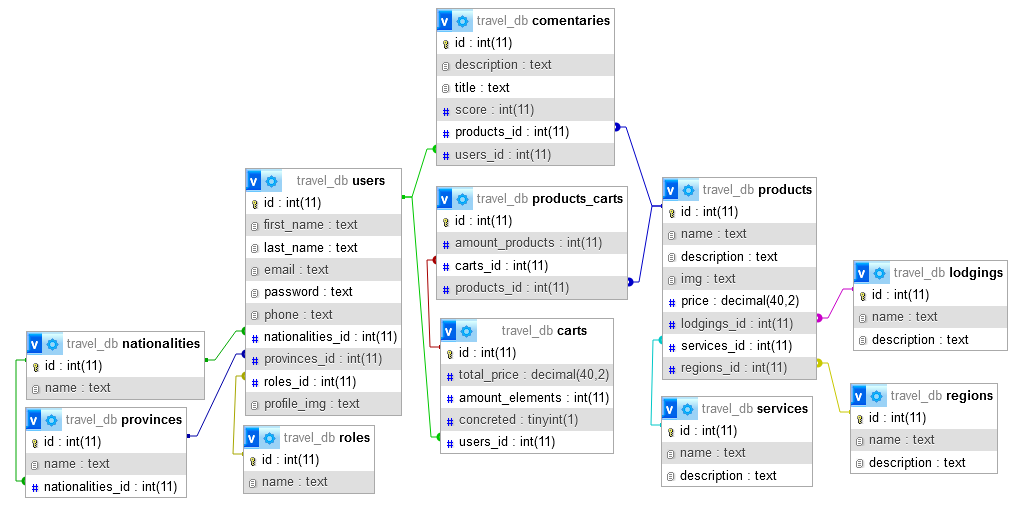 v travel_db comentaries
id : int(11)
description : text
title : text
# score : int(11)
# products_id : int(11)
# users_id : int(11)
v travel_db users
id : int(11)
first_name : text
last_name : text
email : text
password : text
phone : text
# nationalities_id : int(11)
# provinces_id : int(11)
# roles_id : int(11)
profile_img : text
v travel_db products_carts
id : int(11)
# amount_products : int(11)
# carts_id : int(11)
# products_id : int(11)
v travel_db products
id : int(11)
name : text
description : text
img : text
# price : decimal(40,2)
# lodgings_id : int(11)
# services_id : int(11)
# regions_id : int(11)
v travel_db lodgings
id : int(11)
name : text
description : text
v travel_db carts
id : int(11)
# total_price : decimal(40,2)
# amount_elements : int(11)
# concreted : tinyint(1)
# users_id : int(11)
v travel_db nationalities
id : int(11)
name : text
v travel_db provinces
id : int(11)
name : text
# nationalities_id : int(11)
v travel_db roles
id : int(11)
name : text
v travel_db services
id : int(11)
name : text
description : text
v travel_db regions
id : int(11)
name : text
description : text